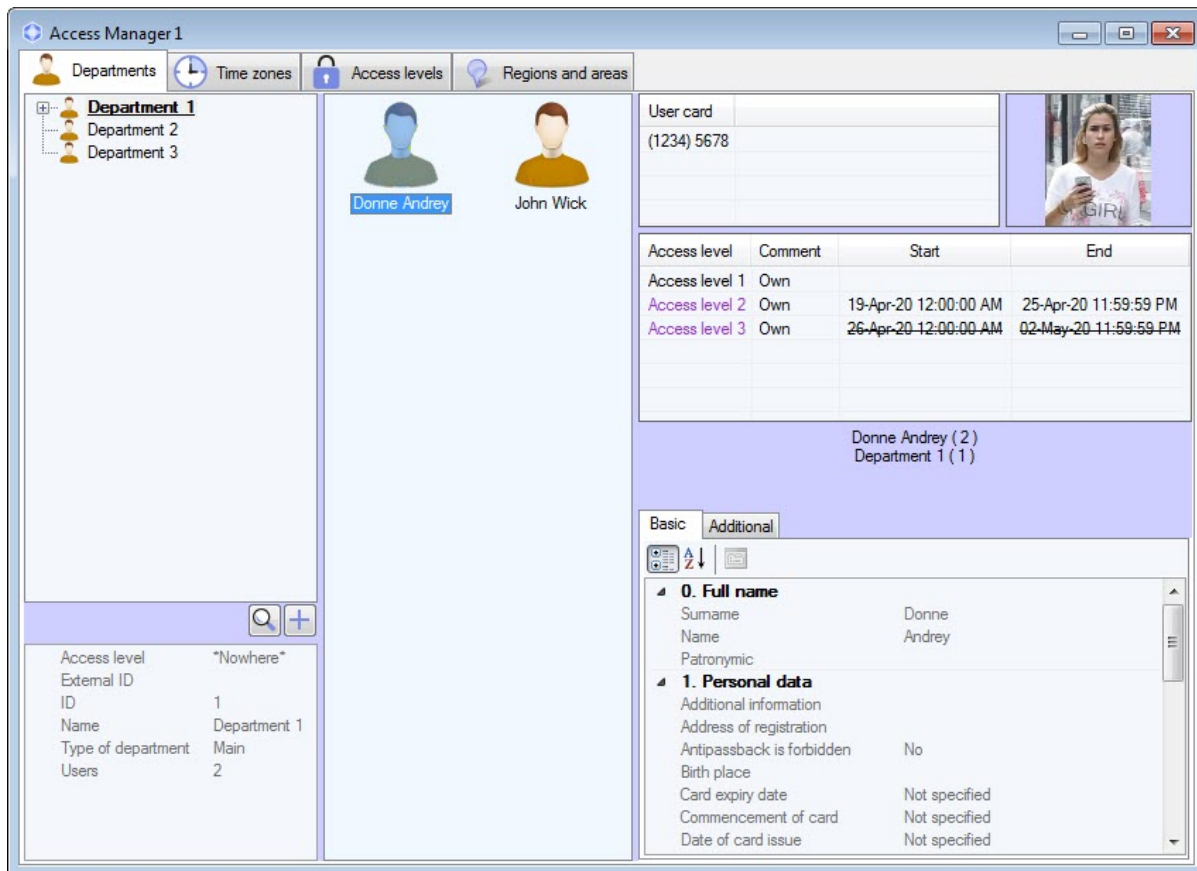 Access Manager 1
Departments Time zones Access levels Regions and areas
Department 1
Department 2
Department 3
Donne Andrey John Wick
User card
(1234) 5678
GIRL
Access level Comment Start End
Access level 1 Own
Access level 2 Own 19-Apr-20 12:00:00 AM 25-Apr-20 11:59:59 PM
Access level 3 Own 26-Apr-20 12:00:00 AM 02-May-20 11:59:59 PM
Donne Andrey ( 2 )
Department 1 ( 1 )
Access level *Nowhere*
External ID
ID 1
Name Department 1
Type of department Main
Users 2
Basic Additional
0. Full name
Surname Donne
Name Andrey
Patronymic
1. Personal data
Additional information
Address of registration
Antipassback is forbidden No
Birth place
Card expiry date Not specified
Commencement of card Not specified
Date of card issue Not specified